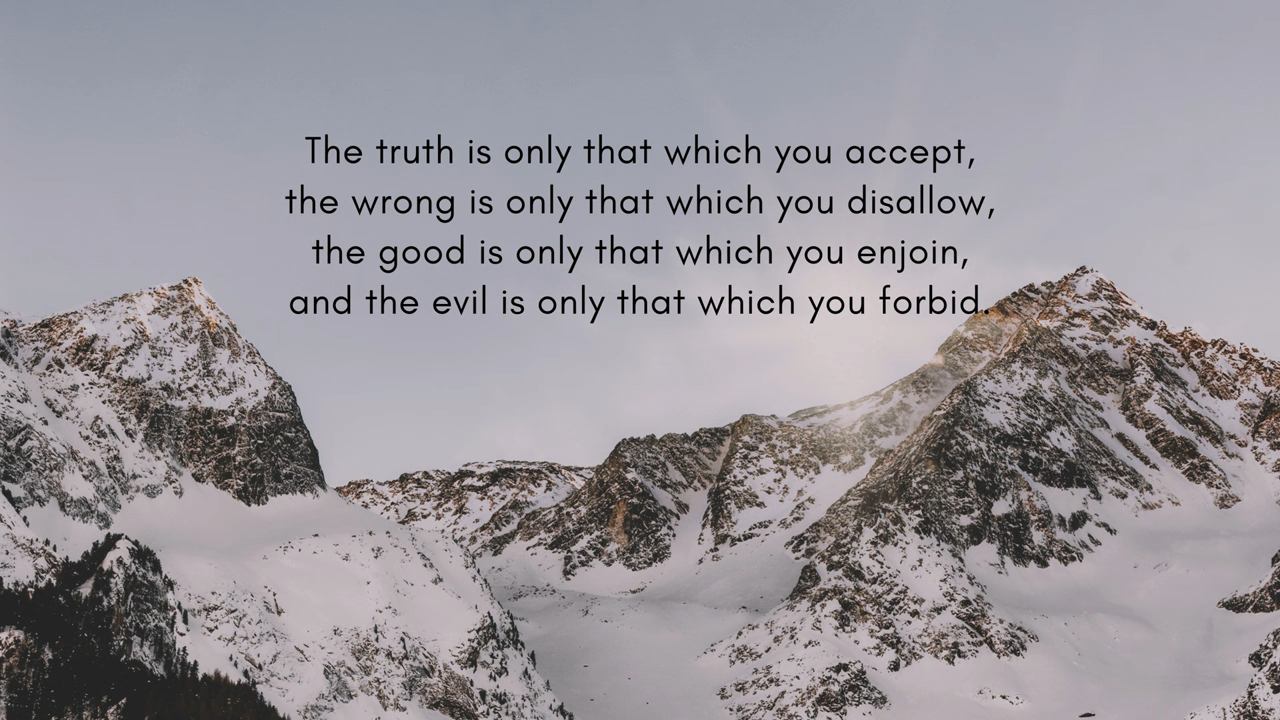 The truth is only that which you accept,
the wrong is only that which you disallow,
the good is only that which you enjoin,
and the evil is only that which you forbid.